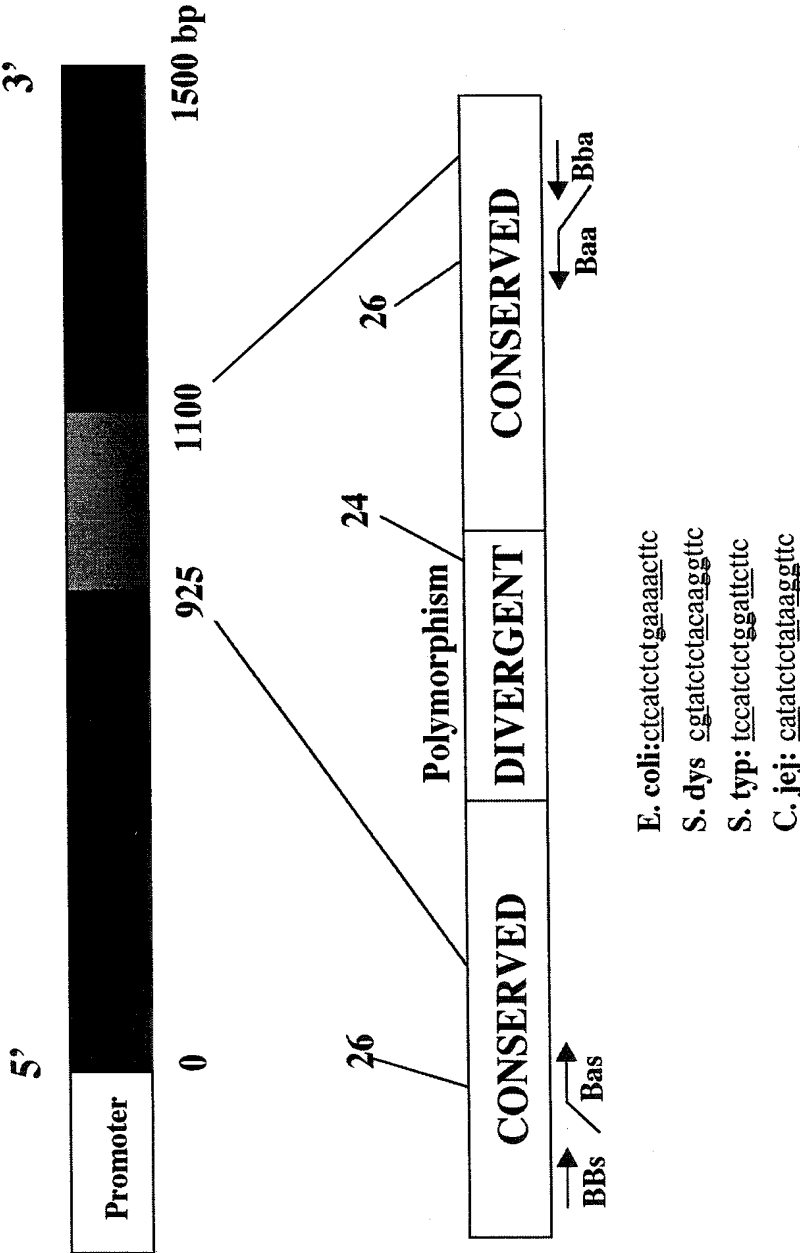 5’ 3’
Promoter
0 925 1100 1500 bp
26 24 26
Polymorphism
CONSERVED DIVERGENT CONSERVED
BBs Bas Baa Bba
E. coli:ctcatctctgaaaacttc
S. dys cgtatctctacaaggttc
S. typ: tccatctctggattcttc
C. jej: catatctctataaggttc